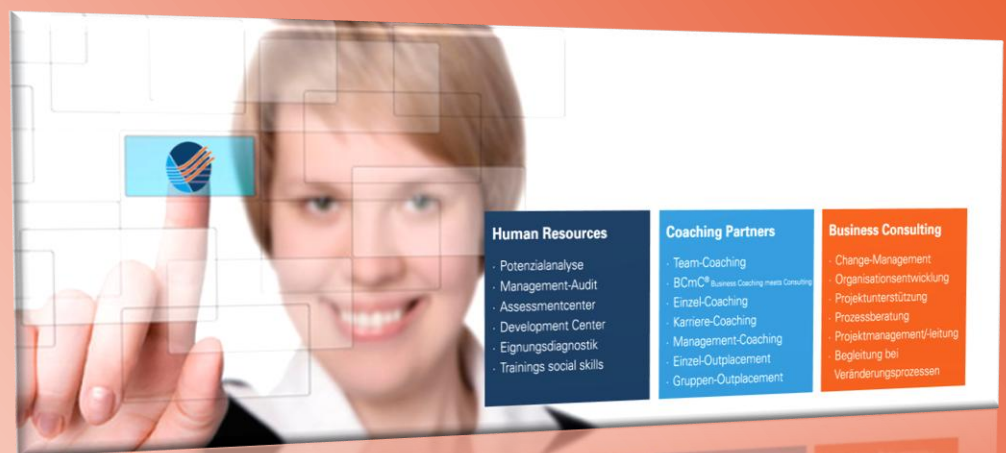 Human Resources
· Potenzialanalyse
· Management-Audit
· Assessmentcenter
· Development Center
· Eignungsdiagnostik
· Trainings social skills
Coaching Partners
· Team-Coaching
· BCmC® Business Coaching meets Consulting
· Einzel-Coaching
· Karriere-Coaching
· Management-Coaching
· Einzel-Outplacement
· Gruppen-Outplacement
Business Consulting
· Change-Management
· Organisationsentwicklung
· Projektunterstützung
· Prozessberatung
· Projektmanagement/-leitung
· Begleitung bei
Veränderungsprozessen